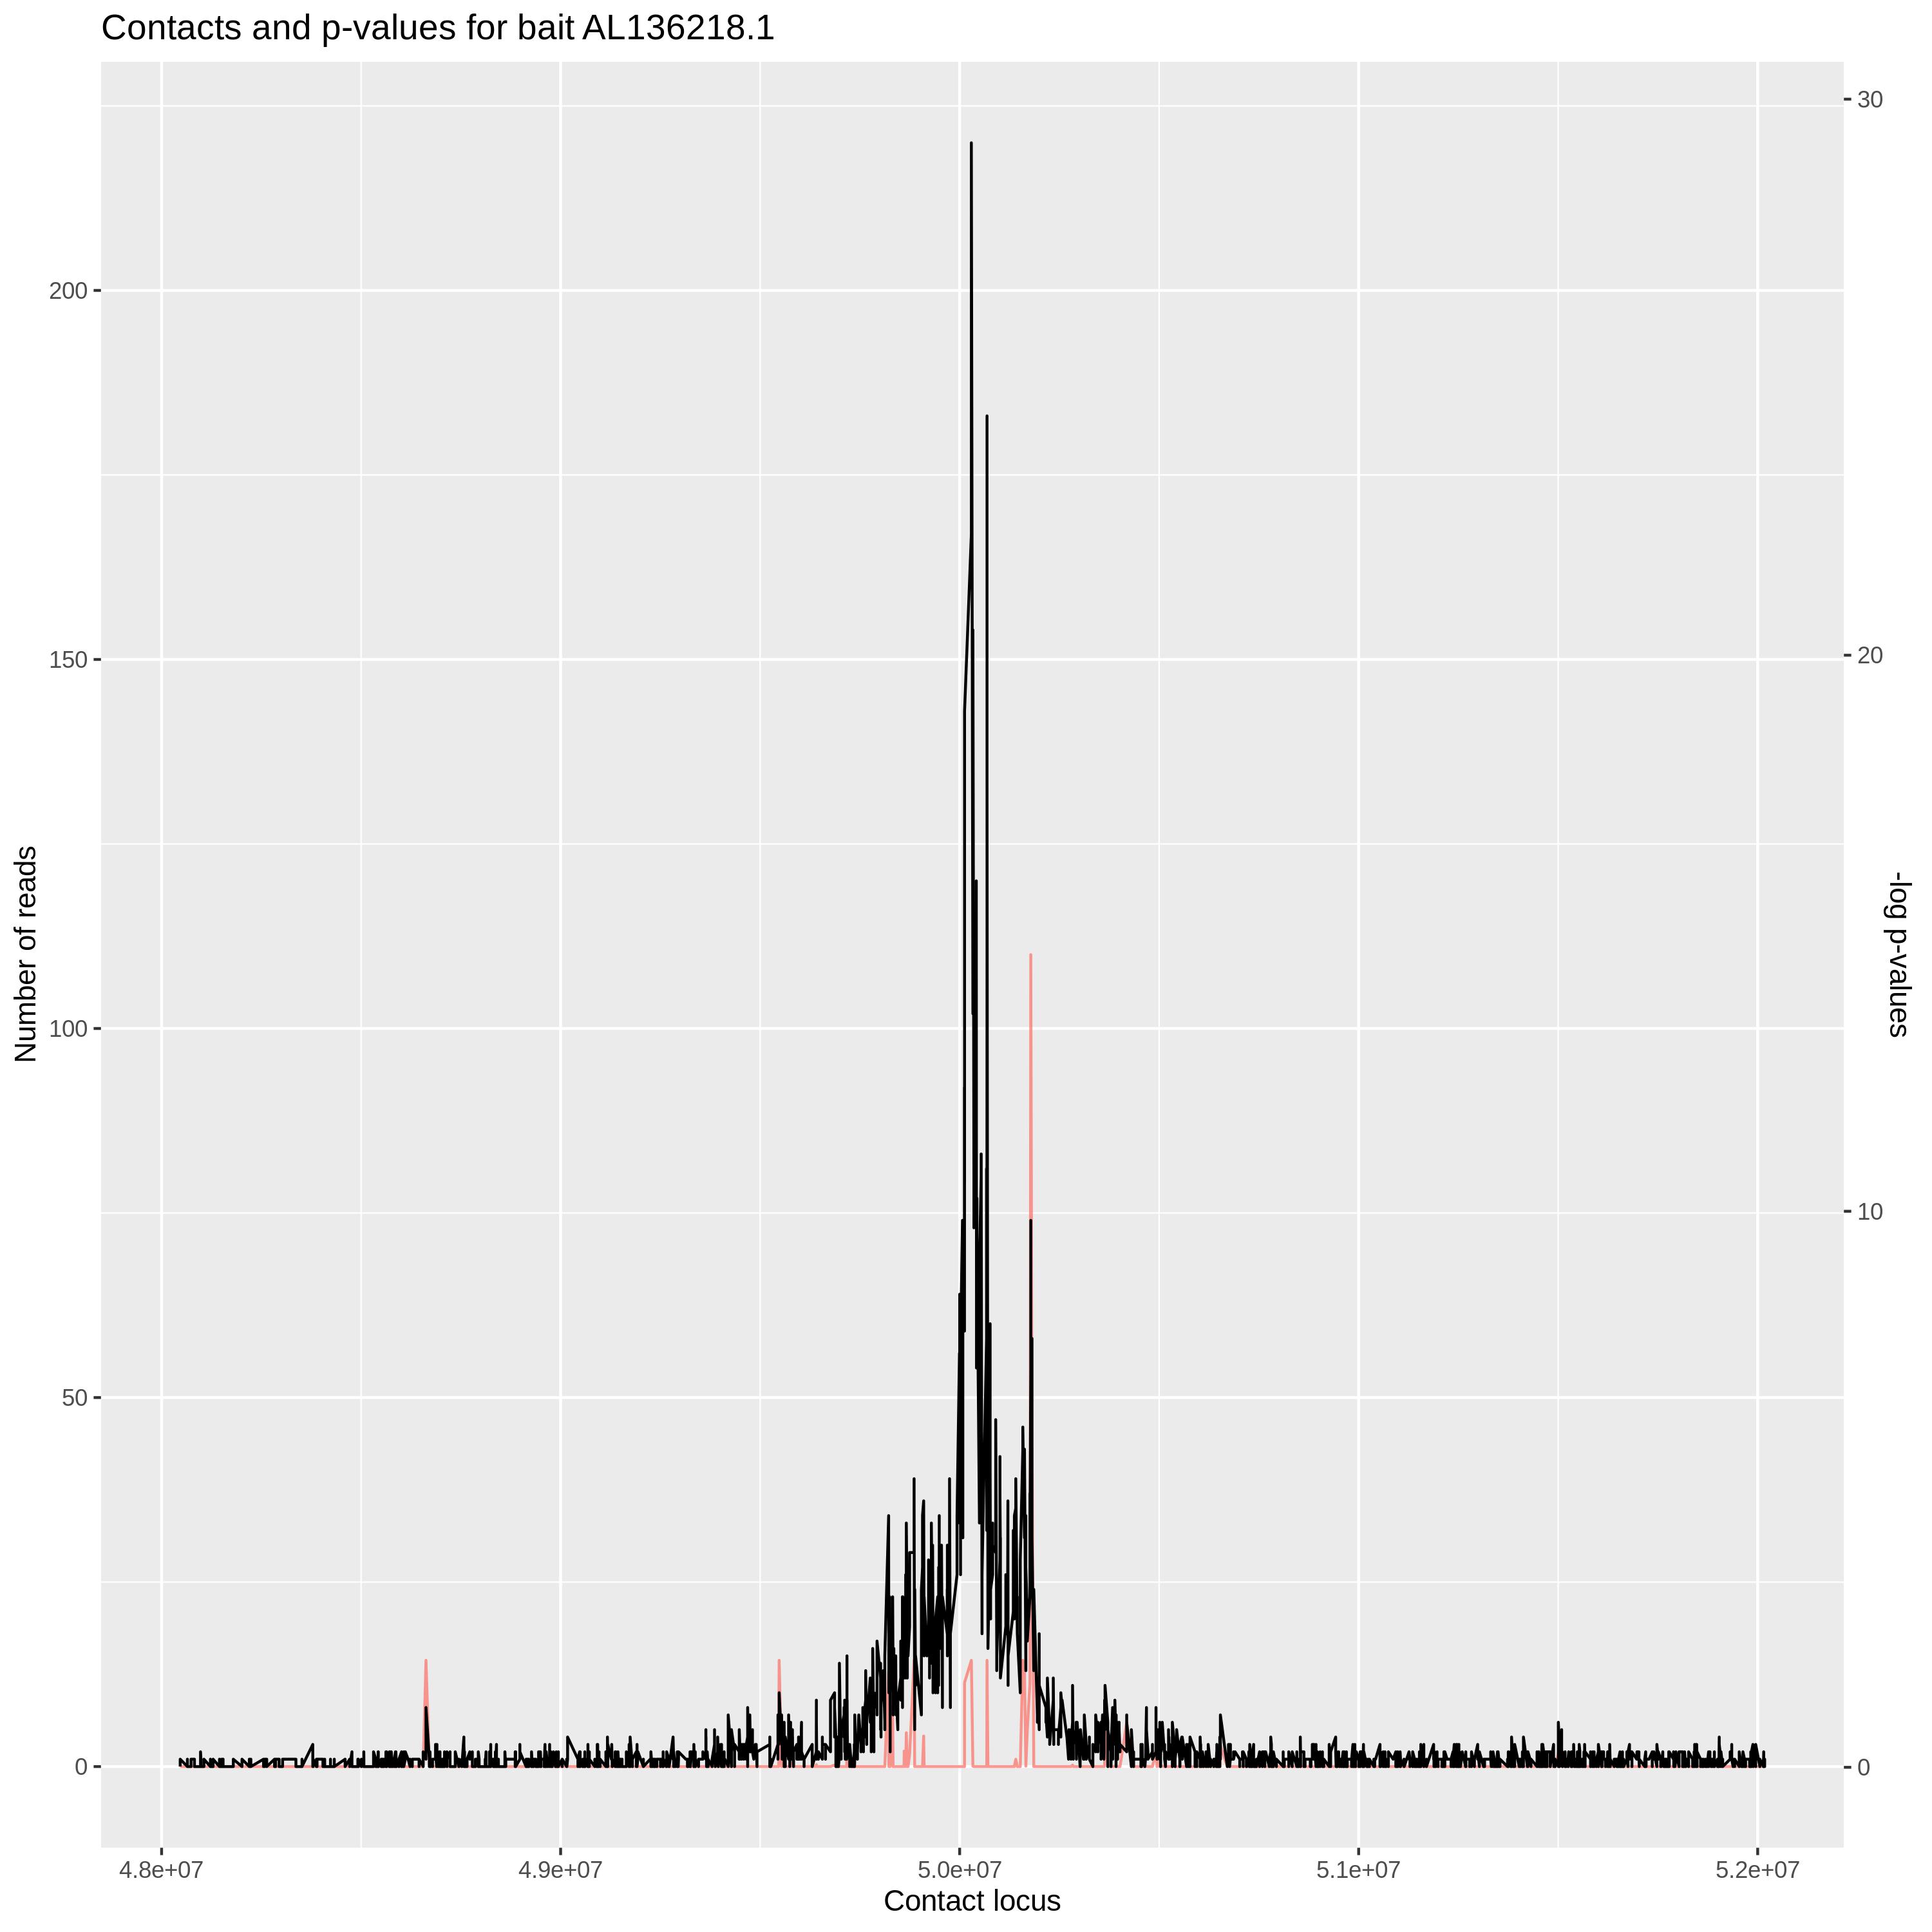 Contacts and p-values for bait AL136218.1
Number of reads
200
150
100
50
0
30
20
10
0
-log p-values
4.8e+07
4.9e+07
5.0e+07
5.1e+07
5.2e+07
Contact locus